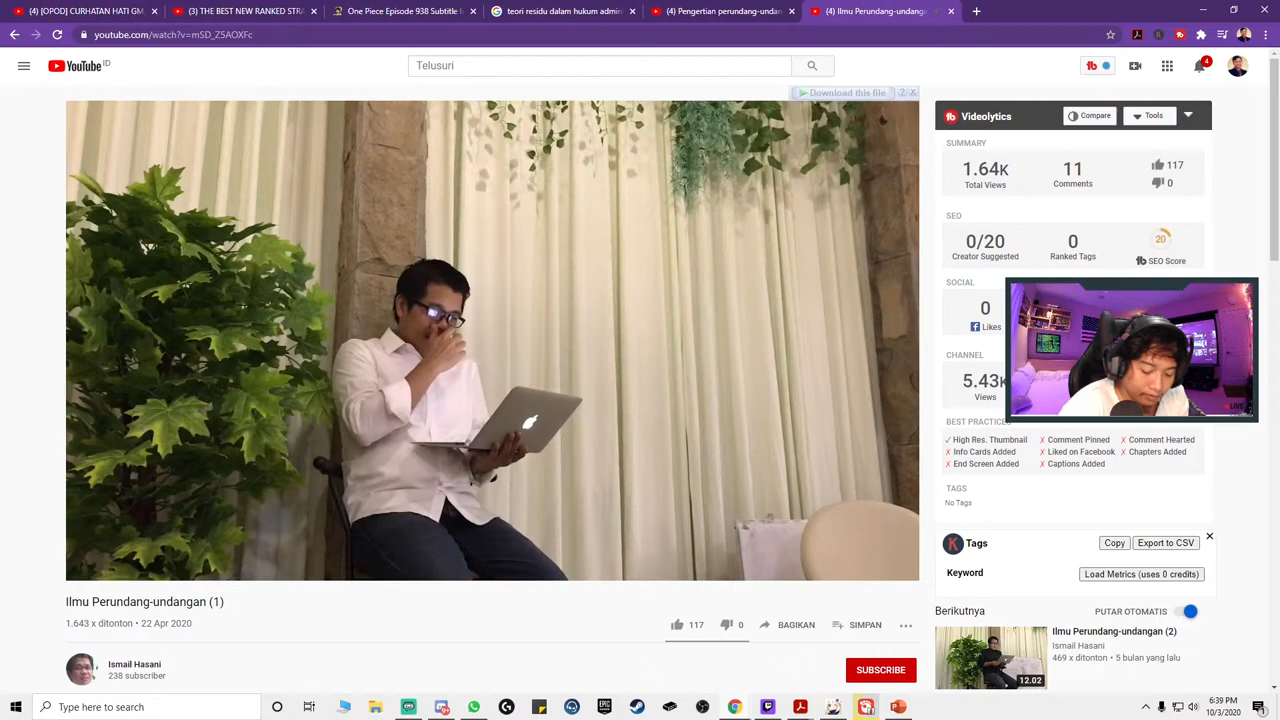 (4) [OPOD] CURHATAN HATI GM
(3) THE BEST NEW RANKED STRA
One Piece Episode 938 Subtitle
teori residu dalam hukum admin
(4) Pengertian perundang-undang
youtube.com/watch?v=mSD_Z5AOXFc
YouTube ID
Telusuri
4
Download this file ? X
Videolytics
Compare
Tools
SUMMARY
1.64K
11
117
Total Views
Comments
0
SEO
0/20
0
20
Creator Suggested
Ranked Tags
SEO Score
SOCIAL
0
Likes
CHANNEL
5.43K
Views
LIVE
BEST PRACTICES
✓ High Res. Thumbnail
✗ Comment Pinned
✗ Comment Hearted
✗ Info Cards Added
✗ Liked on Facebook
✗ Chapters Added
✗ End Screen Added
✗ Captions Added
TAGS
No Tags
K Tags
Copy
Export to CSV
Keyword
Load Metrics (uses 0 credits)
Berikutnya
PUTAR OTOMATIS
Ilmu Perundang-undangan (1)
1.643 x ditonton • 22 Apr 2020
117
0
BAGIKAN
SIMPAN
Ismail Hasani
238 subscriber
SUBSCRIBE
Ilmu Perundang-undangan (2)
Ismail Hasani
469 x ditonton • 5 bulan yang lalu
12.02
Type here to search
EPIC
GAMES
6:39 PM
10/3/2020